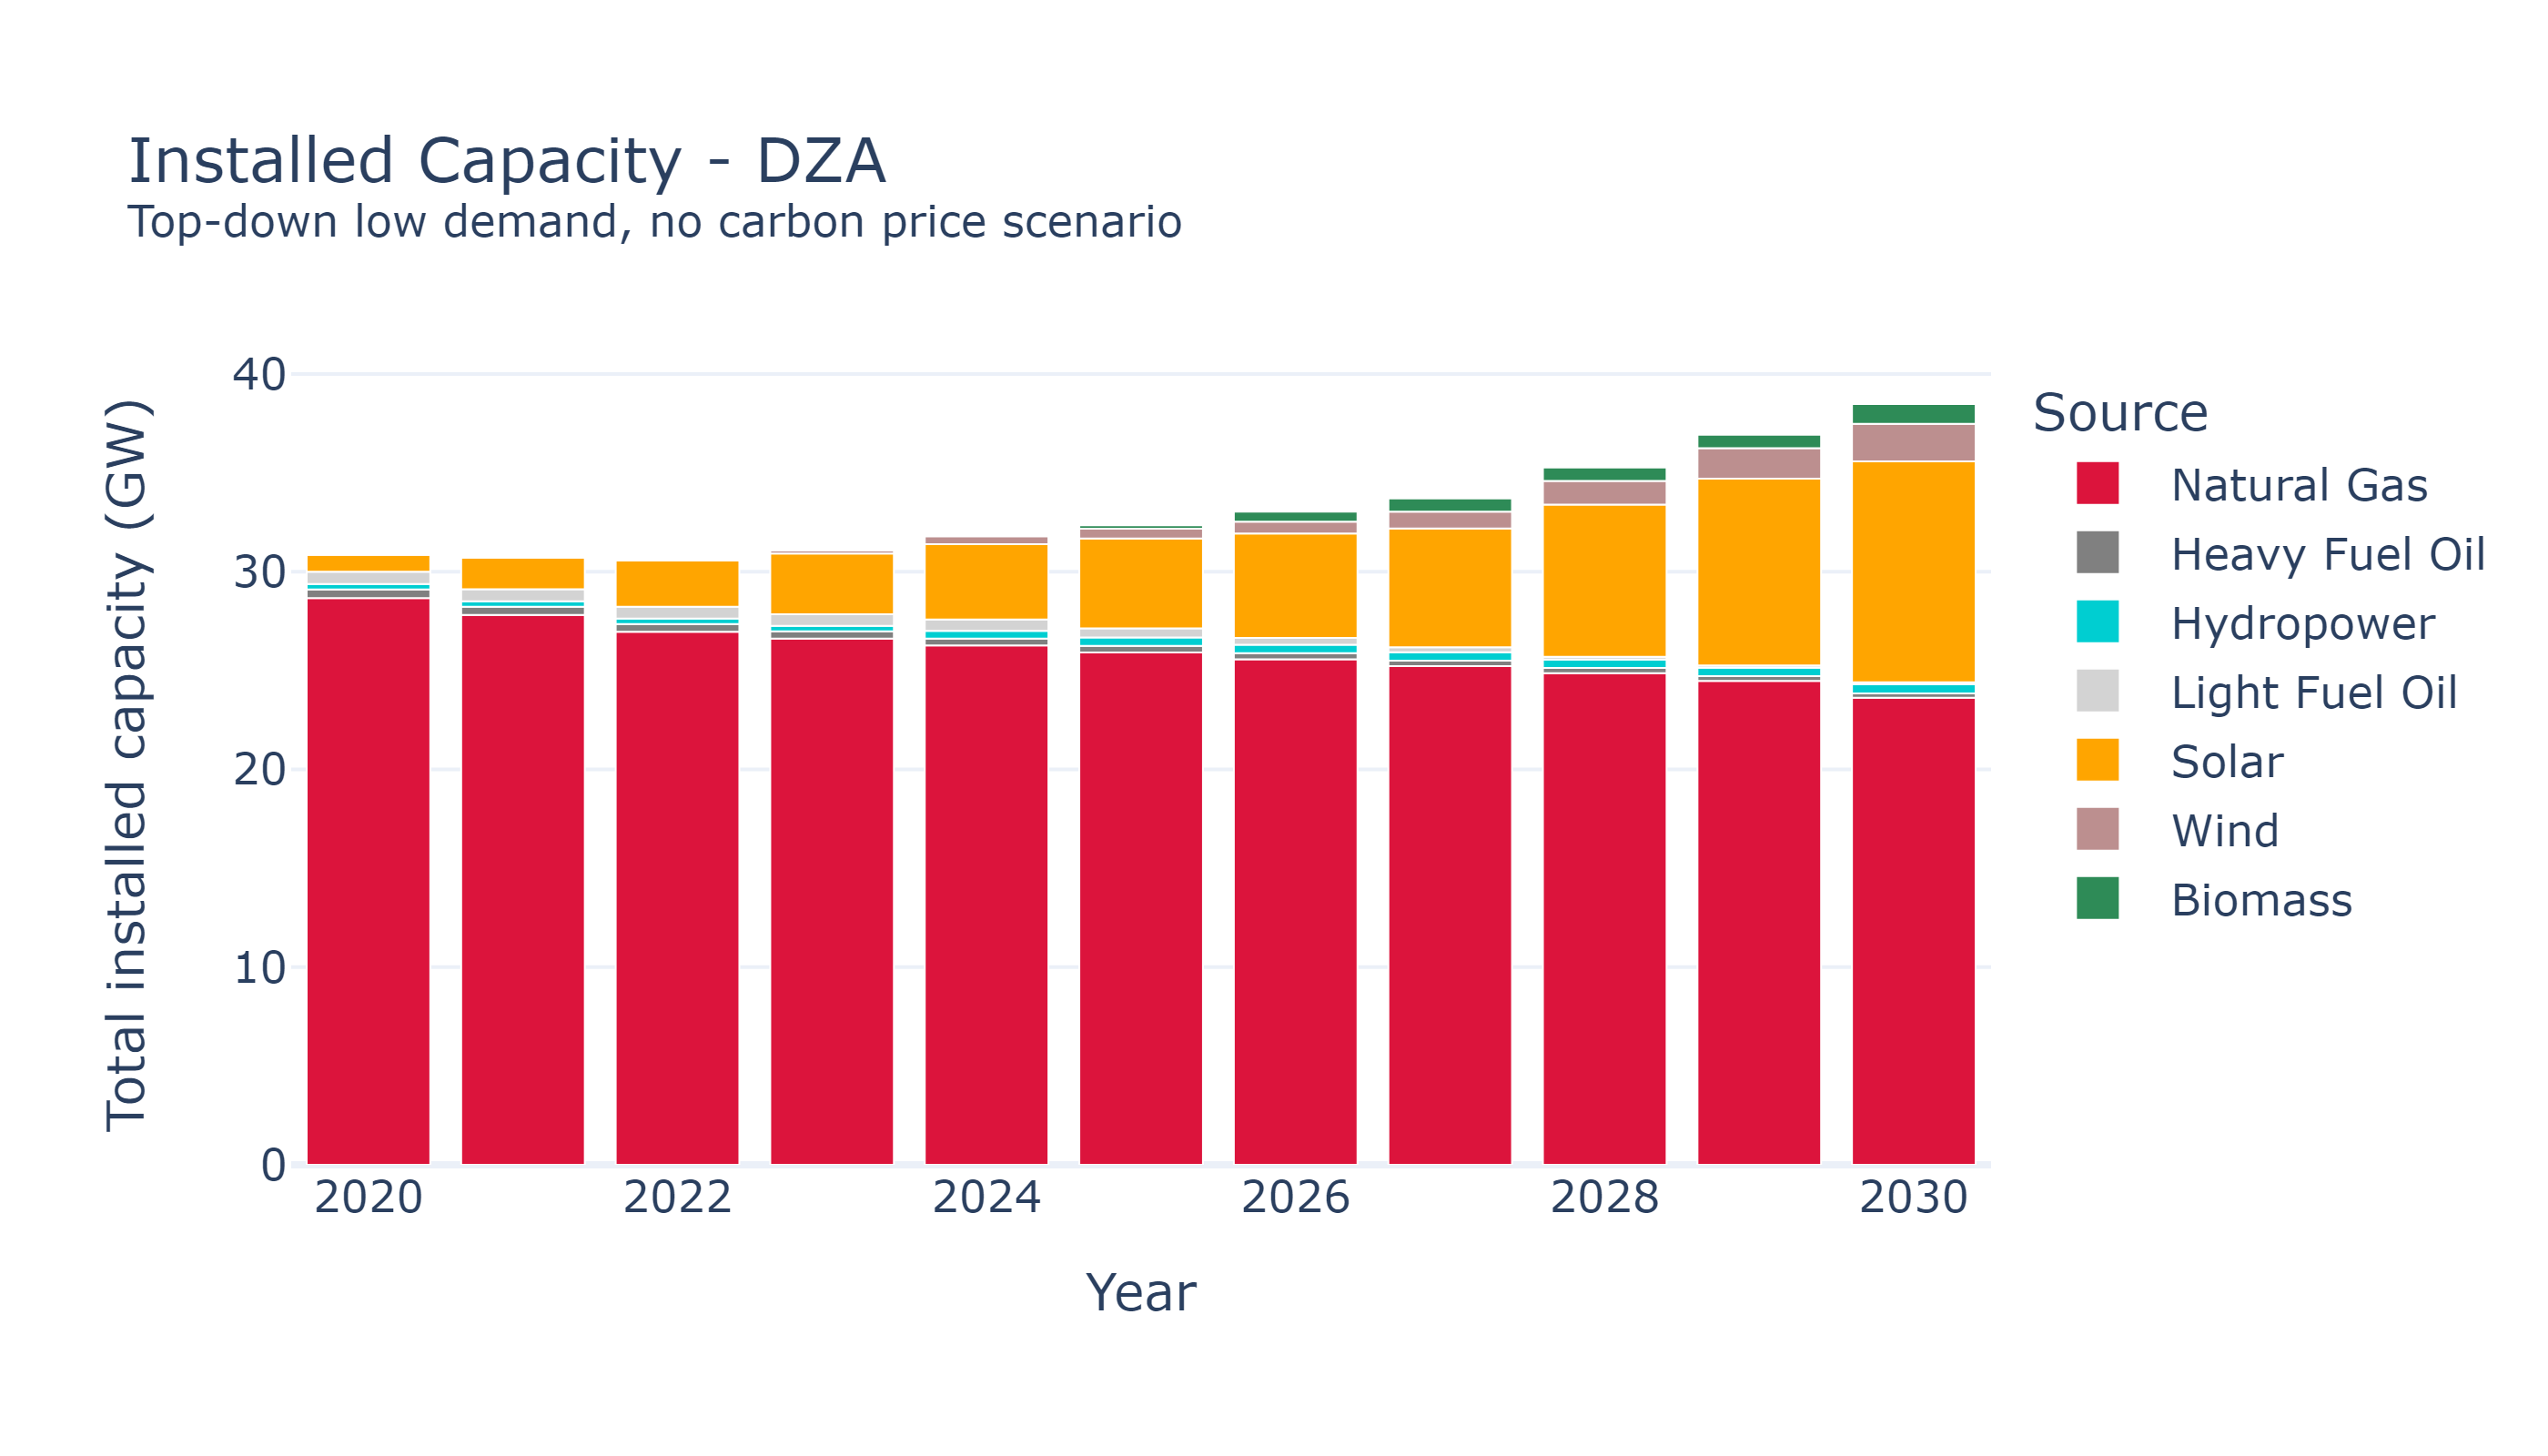 Installed Capacity - DZA
Top-down low demand, no carbon price scenario
Total installed capacity (GW)
40
30
20
10
0
2020
2022
2024
2026
2028
2030
Year
Source
Natural Gas
Heavy Fuel Oil
Hydropower
Light Fuel Oil
Solar
Wind
Biomass